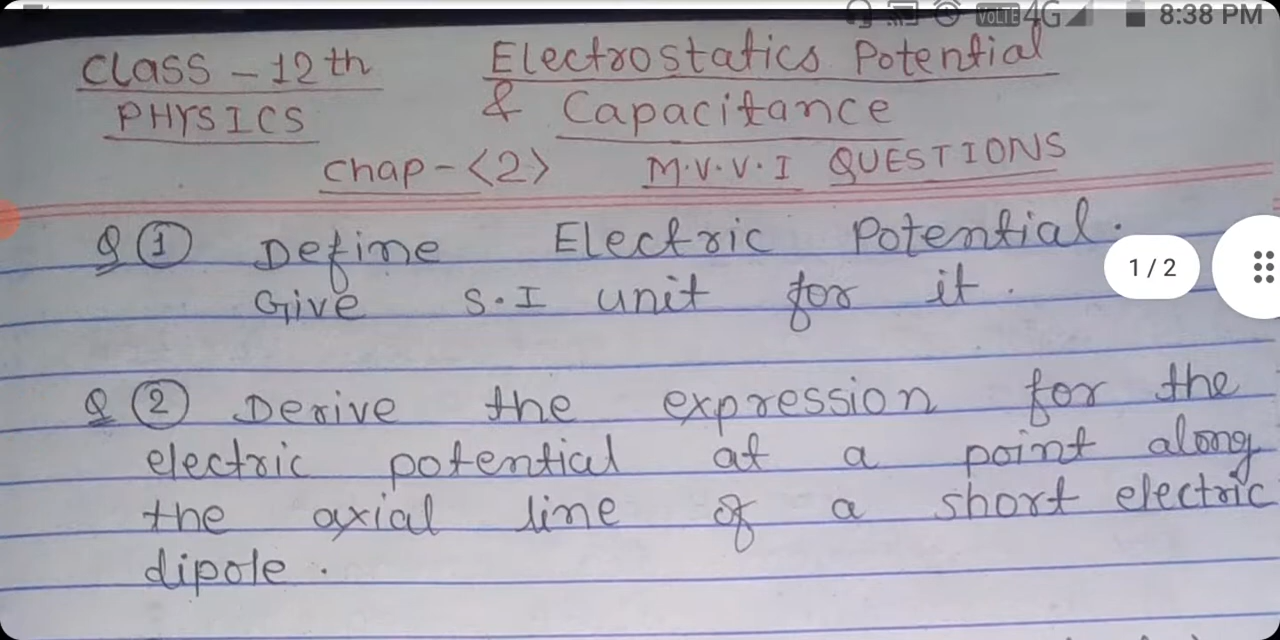 VOLTE 4G 8:38 PM
CLASS - 12th Electrostatics Potential
PHYSICS & Capacitance
Chap - <2> M.V.V.I QUESTIONS
Q ① Define Electric Potential.
Give S.I unit for it.
1 / 2
Q ② Derive the expression for the
electric potential at a point along
the axial line of a short electric
dipole.